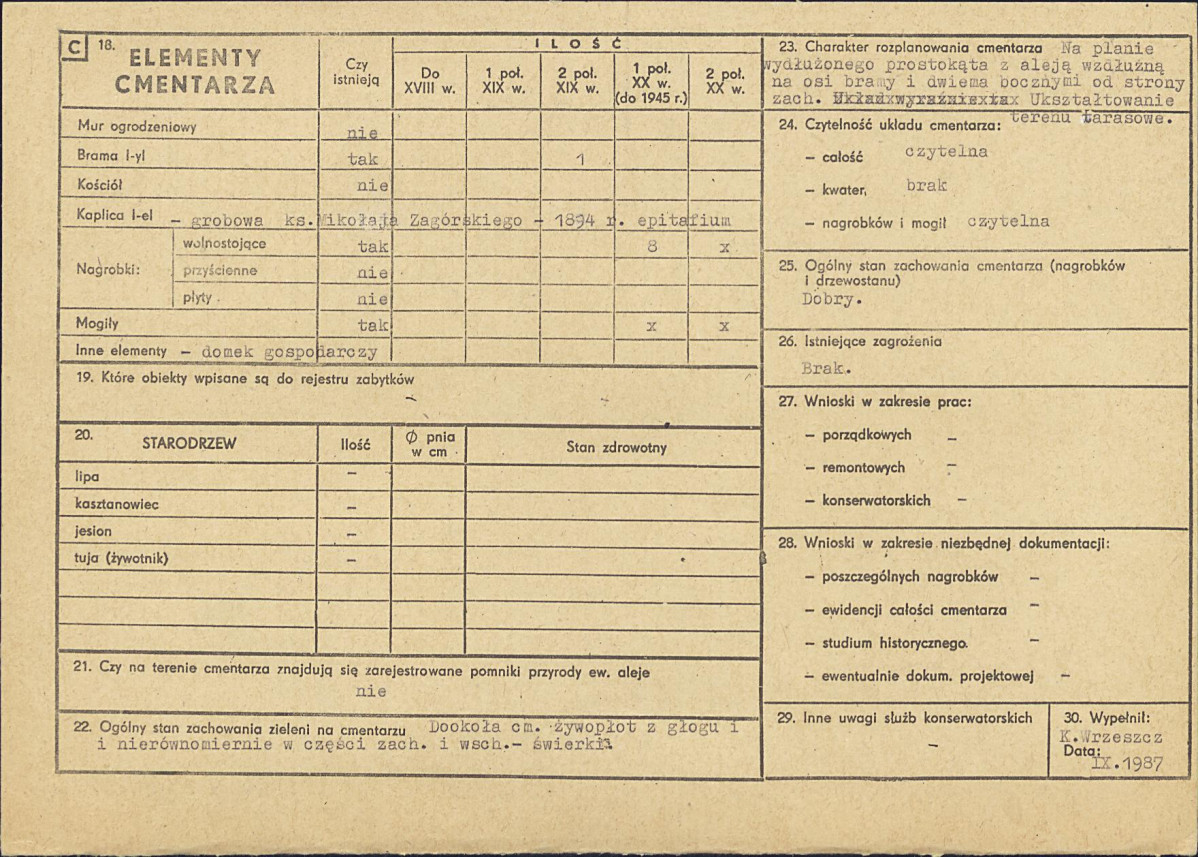 C 18. ELEMENTY
CMENTARZA
Czy
istnieją
ILOŚĆ
Do
XVIII w.
1 poł.
XIX w.
2 poł.
XIX w.
1 poł.
XX w.
(do 1945 r.)
2 poł.
XX w.
Mur ogrodzeniowy nie
Brama I-yl tak 1
Kościół nie
Kaplica I-el - grobowa ks.Mikołaja Zagórskiego - 1894 r. epitafium
Nagrobki:
wolnostojące tak 8 x
przyścienne nie
płyty nie
Mogiły tak x x
Inne elementy - domek gospodarczy
19. Które obiekty wpisane są do rejestru zabytków
-
20. STARODRZEW Ilość Ø pnia
w cm Stan zdrowotny
lipa -
kasztanowiec -
jesion -
tuja (żywotnik) -
21. Czy na terenie cmentarza znajdują się zarejestrowane pomniki przyrody ew. aleje
nie
22. Ogólny stan zachowania zieleni na cmentarzu Dookoła cm. żywopłot z głogu i
i nierównomiernie w części zach. i wsch.- świerki
23. Charakter rozplanowania cmentarza Na planie
wydłużonego prostokąta z aleją wzdłużną
na osi bramy i dwiema bocznymi od strony
zach. Ukształtowanie
terenu tarasowe.
24. Czytelność układu cmentarza:
- całość czytelna
- kwater, brak
- nagrobków i mogił czytelna
25. Ogólny stan zachowania cmentarza (nagrobków
i drzewostanu)
Dobry.
26. Istniejące zagrożenia
Brak.
27. Wnioski w zakresie prac:
- porządkowych -
- remontowych -
- konserwatorskich -
28. Wnioski w zakresie niezbędnej dokumentacji:
- poszczególnych nagrobków -
- ewidencji całości cmentarza -
- studium historycznego -
- ewentualnie dokum. projektowej -
29. Inne uwagi służb konserwatorskich
-
30. Wypełnił:
K.Wrzeszcz
Data:
IX.1987